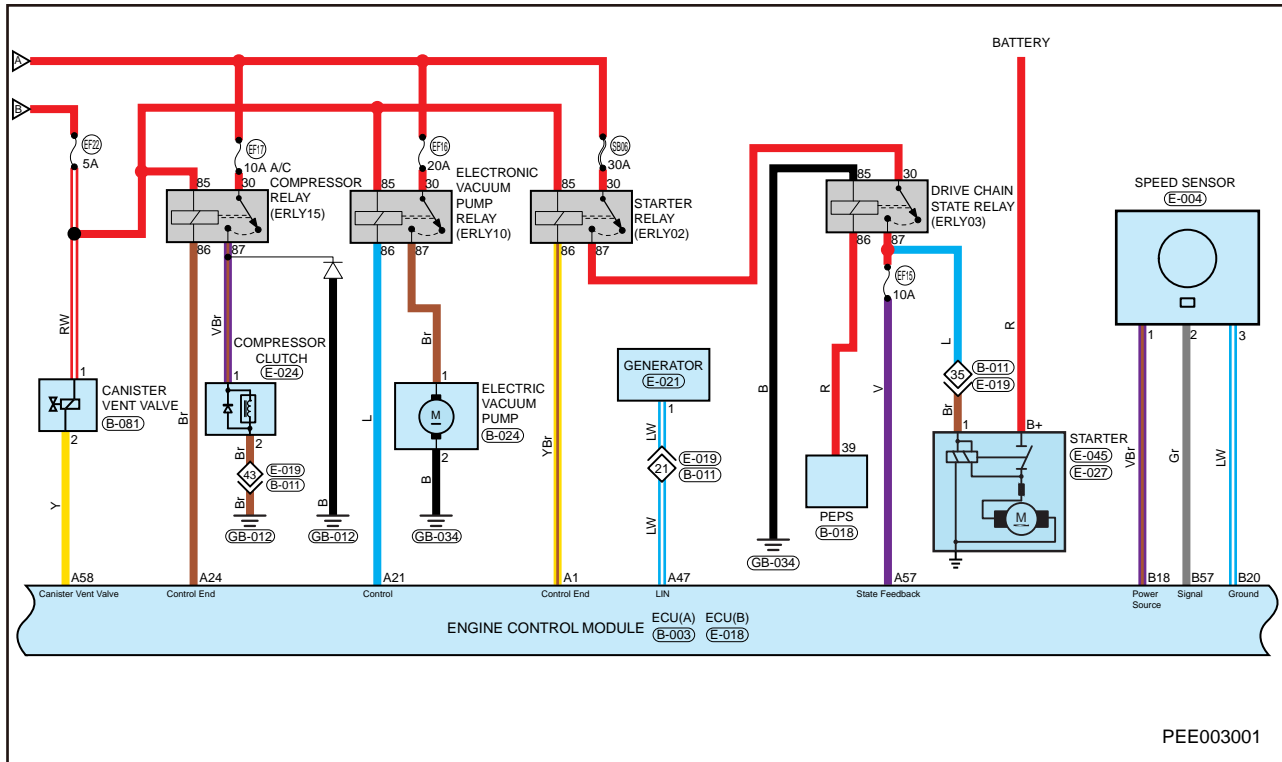 BATTERY
A
B
EF22
5A
EF17
10A A/C
COMPRESSOR
RELAY
(ERLY15)
85
30
86
87
EF16
20A
ELECTRONIC
VACUUM
PUMP
RELAY
(ERLY10)
85
30
86
87
SB06
30A
STARTER
RELAY
(ERLY02)
85
30
86
87
85
30
DRIVE CHAIN
STATE RELAY
(ERLY03)
86
87
EF15
10A
SPEED SENSOR
E-004
1
2
3
RW
VBr
Br
L
R
COMPRESSOR
CLUTCH
E-024
1
2
GENERATOR
E-021
1
35
B-011
E-019
1
CANISTER
VENT VALVE
B-081
2
1
ELECTRIC
VACUUM
PUMP
B-024
M
2
Br
L
YBr
LW
B
R
V
Br
1
B+
STARTER
E-045
E-027
M
VBr
Gr
LW
Br
43
E-019
B-011
21
E-019
B-011
39
PEPS
B-018
Y
Br
B
B
LW
GB-012
GB-012
GB-034
GB-034
A58
A24
A21
A1
A47
A57
B18
B57
B20
Canister Vent Valve
Control End
Control
Control End
LIN
State Feedback
Power
Source
Signal
Ground
ENGINE CONTROL MODULE
ECU(A)
B-003
ECU(B)
E-018
PEE003001